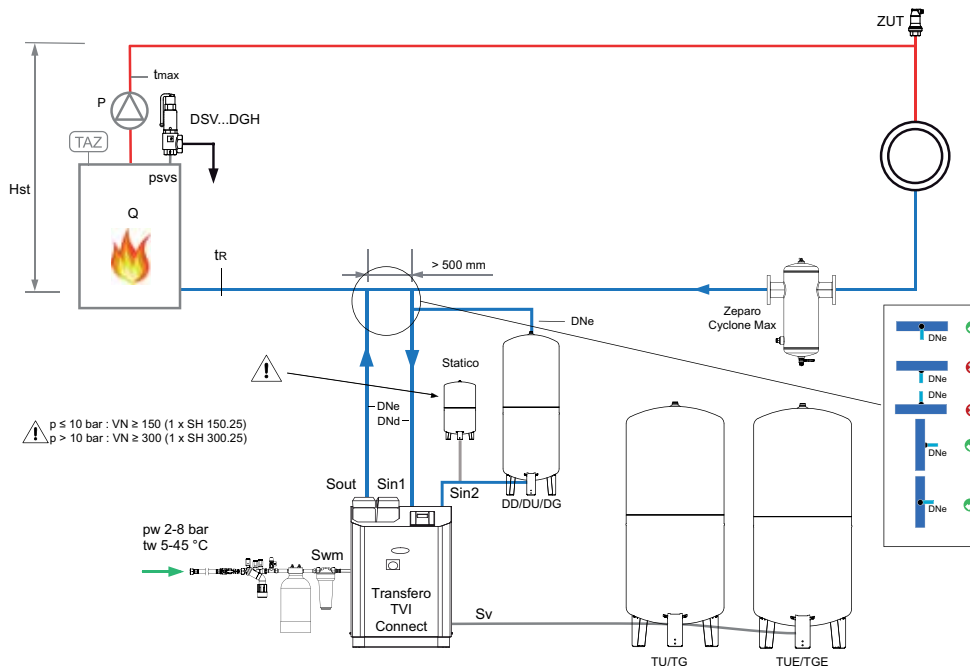 ZUT
tmax
P
DSV...DGH
TAZ
psvs
Hst
Q
tR
> 500 mm
Zeparo
Cyclone Max
DNe
DNe
DNe
DNe
DNe
DNe
Statico
DNe
DNd
p ≤ 10 bar : VN ≥ 150 (1 x SH 150.25)
p > 10 bar : VN ≥ 300 (1 x SH 300.25)
Sout
Sin1
Sin2
DD/DU/DG
pw 2-8 bar
tw 5-45 °C
Swm
Transfero
TVI
Connect
Sv
TU/TG
TUE/TGE